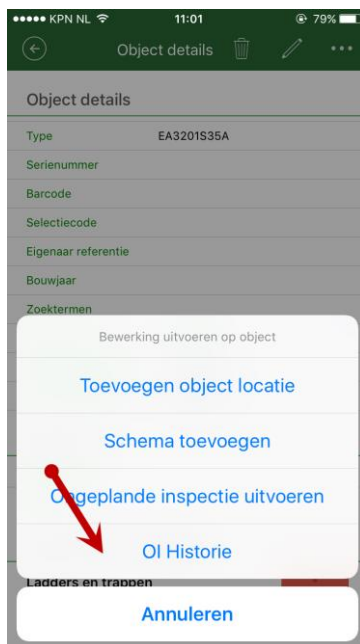 KPN NL 11:01 79%
Object details
Object details
Type EA3201S35A
Serienummer
Barcode
Selectiecode
Eigenaar referentie
Bouwjaar
Zoektermen
Bewerking uitvoeren op object
Toevoegen object locatie
Schema toevoegen
Ongeplande inspectie uitvoeren
OI Historie
Ladders en trappen
Annuleren